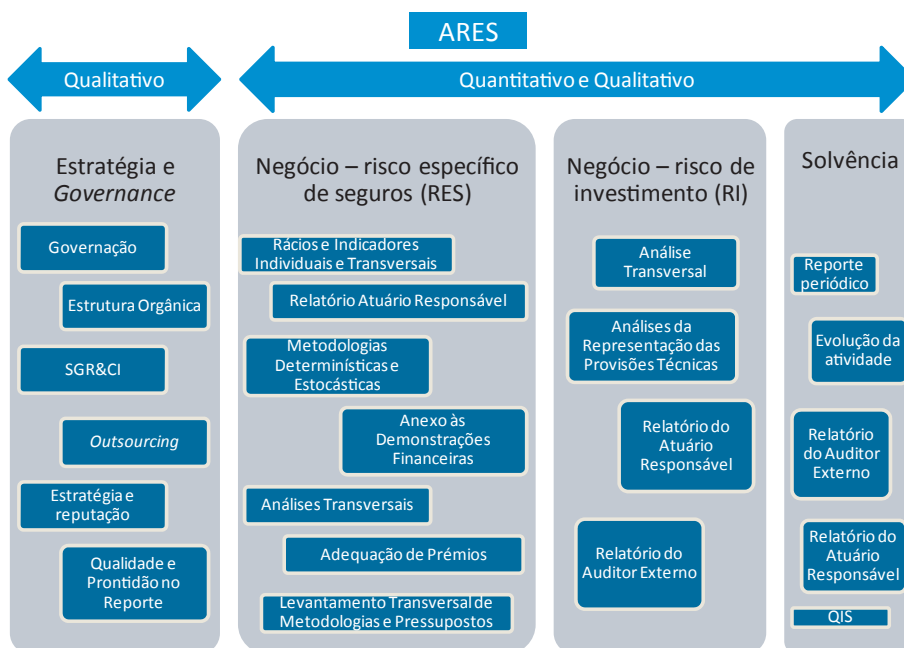 ARES
Qualitativo
Quantitativo e Qualitativo
Estratégia e
Governance
Governação
Estrutura Orgânica
SGR&CI
Outsourcing
Estratégia e
reputação
Qualidade e
Prontidão no
Reporte
Negócio – risco específico
de seguros (RES)
Rácios e Indicadores
Individuais e Transversais
Relatório Atuário Responsável
Metodologias
Determinísticas e
Estocásticas
Anexo às
Demonstrações
Financeiras
Análises Transversais
Adequação de Prémios
Levantamento Transversal de
Metodologias e Pressupostos
Negócio – risco de
investimento (RI)
Análise
Transversal
Análises da
Representação das
Provisões Técnicas
Relatório do
Atuário
Responsável
Relatório do
Auditor Externo
Solvência
Reporte
periódico
Evolução da
atividade
Relatório
do Auditor
Externo
Relatório do
Atuário
Responsável
QIS